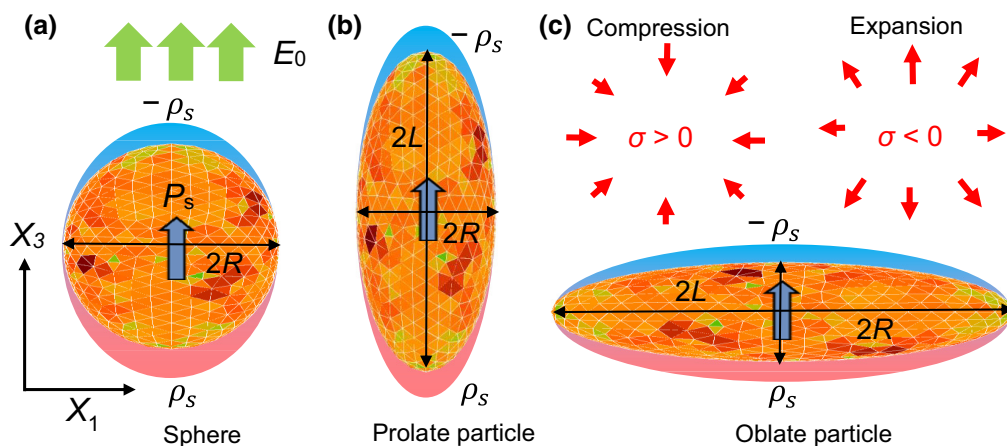 (a)
E0
− ρs
Ps
2R
X3
X1
ρs
Sphere
(b)
− ρs
2L
2R
ρs
Prolate particle
(c)
Compression
Expansion
σ > 0
σ < 0
− ρs
2L
2R
ρs
Oblate particle